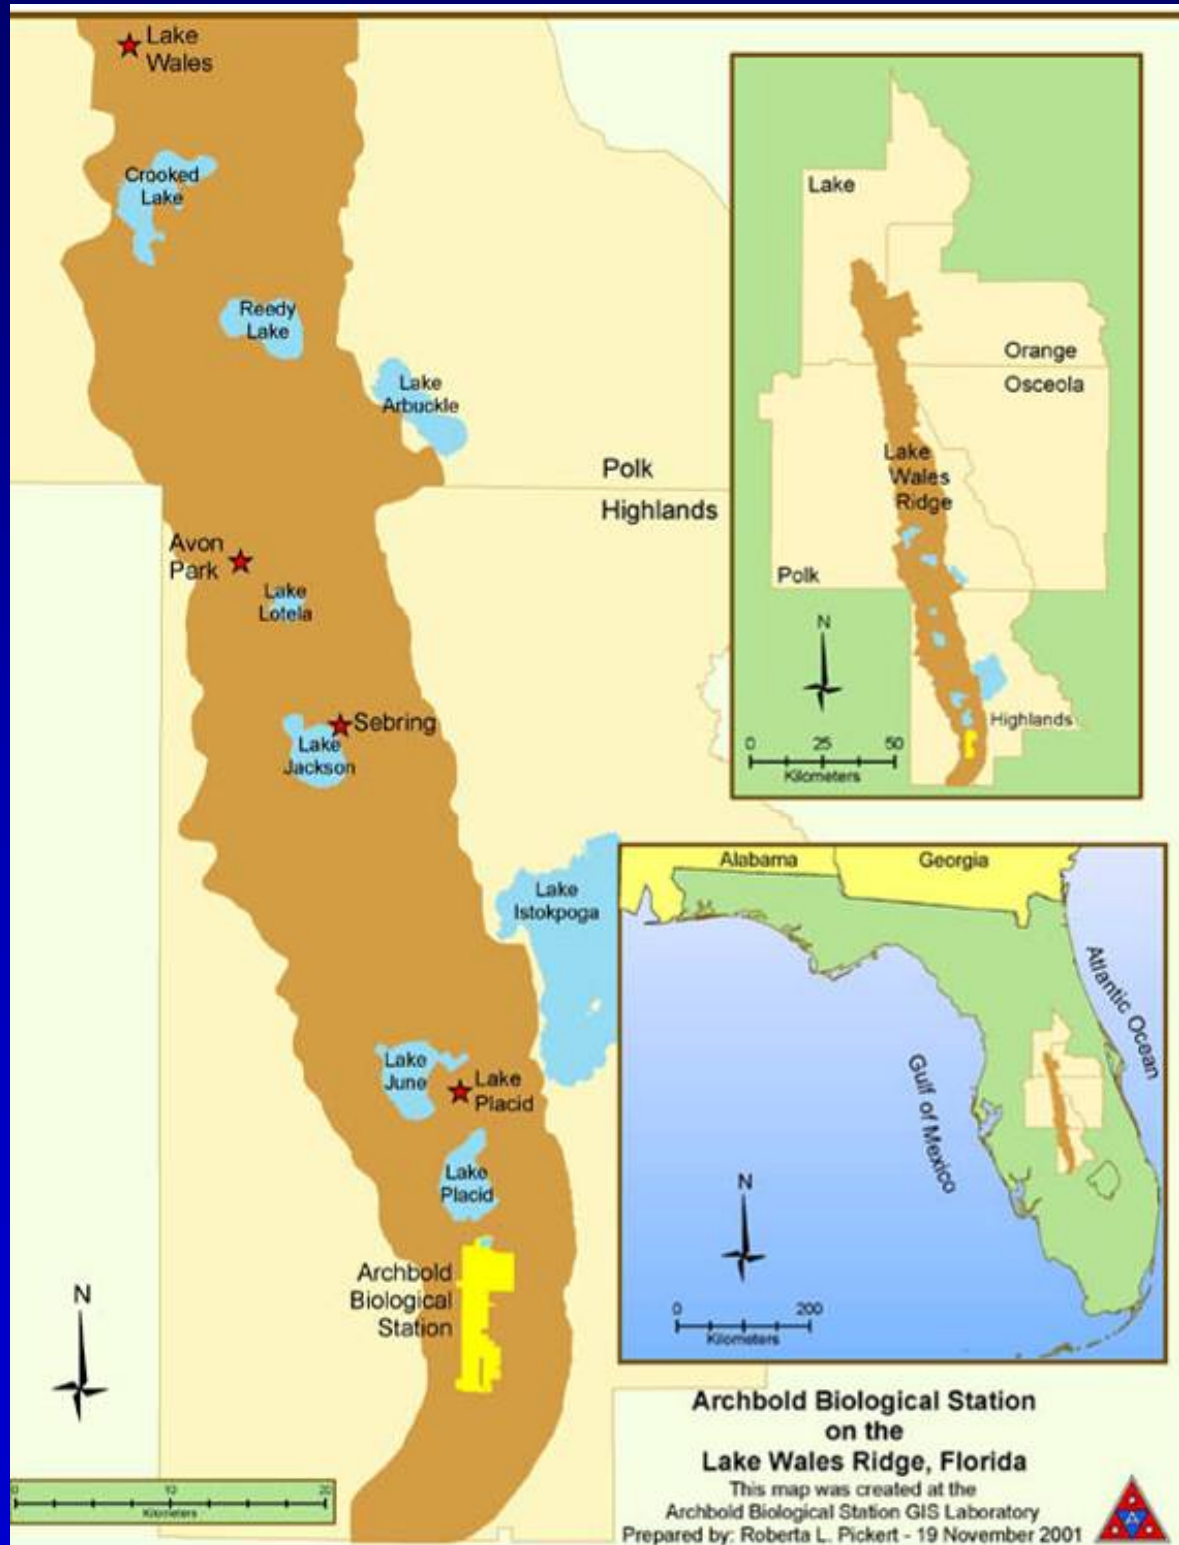 Lake
Wales
Crooked
Lake
Reedy
Lake
Lake
Arbuckle
Polk
Highlands
Avon
Park
Lake
Lotela
Sebring
Lake
Jackson
Lake
Istokpoga
Lake
June
Lake
Placid
Lake
Placid
Archbold
Biological
Station
N
0 10 20
Kilometers
Lake
Orange
Osceola
Lake
Wales
Ridge
Polk
N
Highlands
0 25 50
Kilometers
Alabama
Georgia
Atlantic Ocean
Gulf of Mexico
N
0 200
Kilometers
Archbold Biological Station
on the
Lake Wales Ridge, Florida
This map was created at the
Archbold Biological Station GIS Laboratory
Prepared by: Roberta L. Pickert - 19 November 2001
A